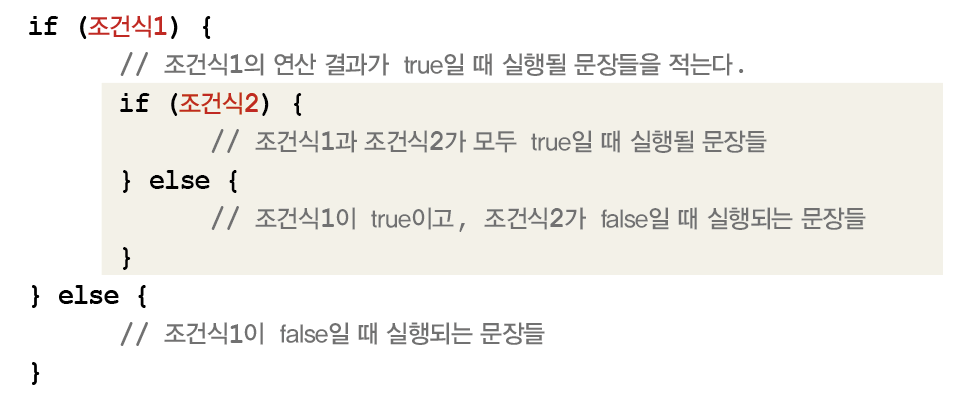 if (조건식1) {
// 조건식1의 연산 결과가 true일 때 실행될 문장들을 적는다.
if (조건식2) {
// 조건식1과 조건식2가 모두 true일 때 실행될 문장들
} else {
// 조건식1이 true이고, 조건식2가 false일 때 실행되는 문장들
}
} else {
// 조건식1이 false일 때 실행되는 문장들
}